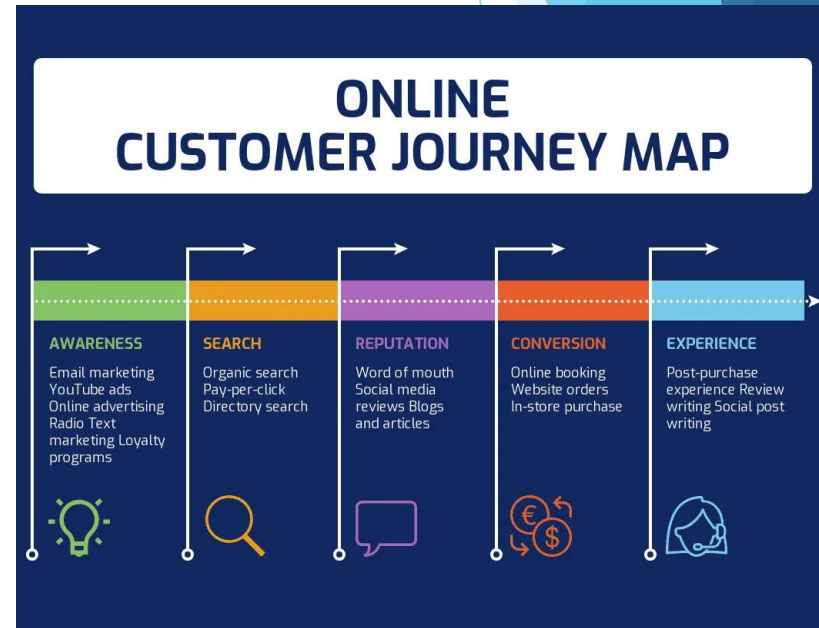 ONLINE
CUSTOMER JOURNEY MAP
AWARENESS
Email marketing
YouTube ads
Online advertising
Radio Text
marketing Loyalty
programs
SEARCH
Organic search
Pay-per-click
Directory search
REPUTATION
Word of mouth
Social media
reviews Blogs
and articles
CONVERSION
Online booking
Website orders
In-store purchase
EXPERIENCE
Post-purchase
experience Review
writing Social post
writing
€
$